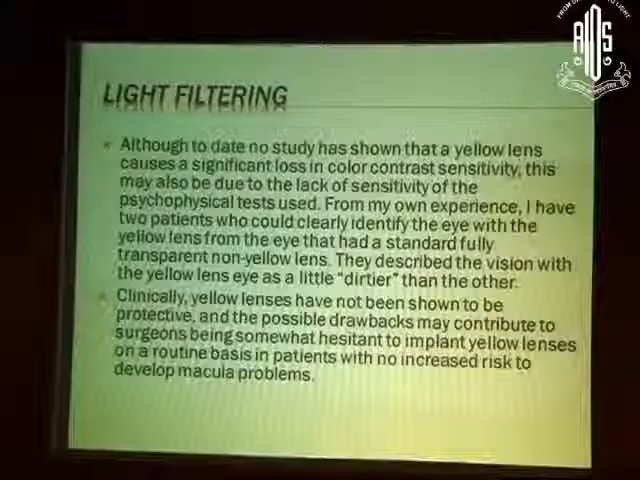 FROM DARKNESS TO LIGHT
AIOS
LIGHT FILTERING
Although to date no study has shown that a yellow lens
causes a significant loss in color contrast sensitivity, this
may also be due to the lack of sensitivity of the
psychophysical tests used. From my own experience, I have
two patients who could clearly identify the eye with the
yellow lens from the eye that had a standard fully
transparent non-yellow lens. They described the vision with
the yellow lens eye as a little "dirtier" than the other.
Clinically, yellow lenses have not been shown to be
protective, and the possible drawbacks may contribute to
surgeons being somewhat hesitant to implant yellow lenses
on a routine basis in patients with no increased risk to
develop macula problems.